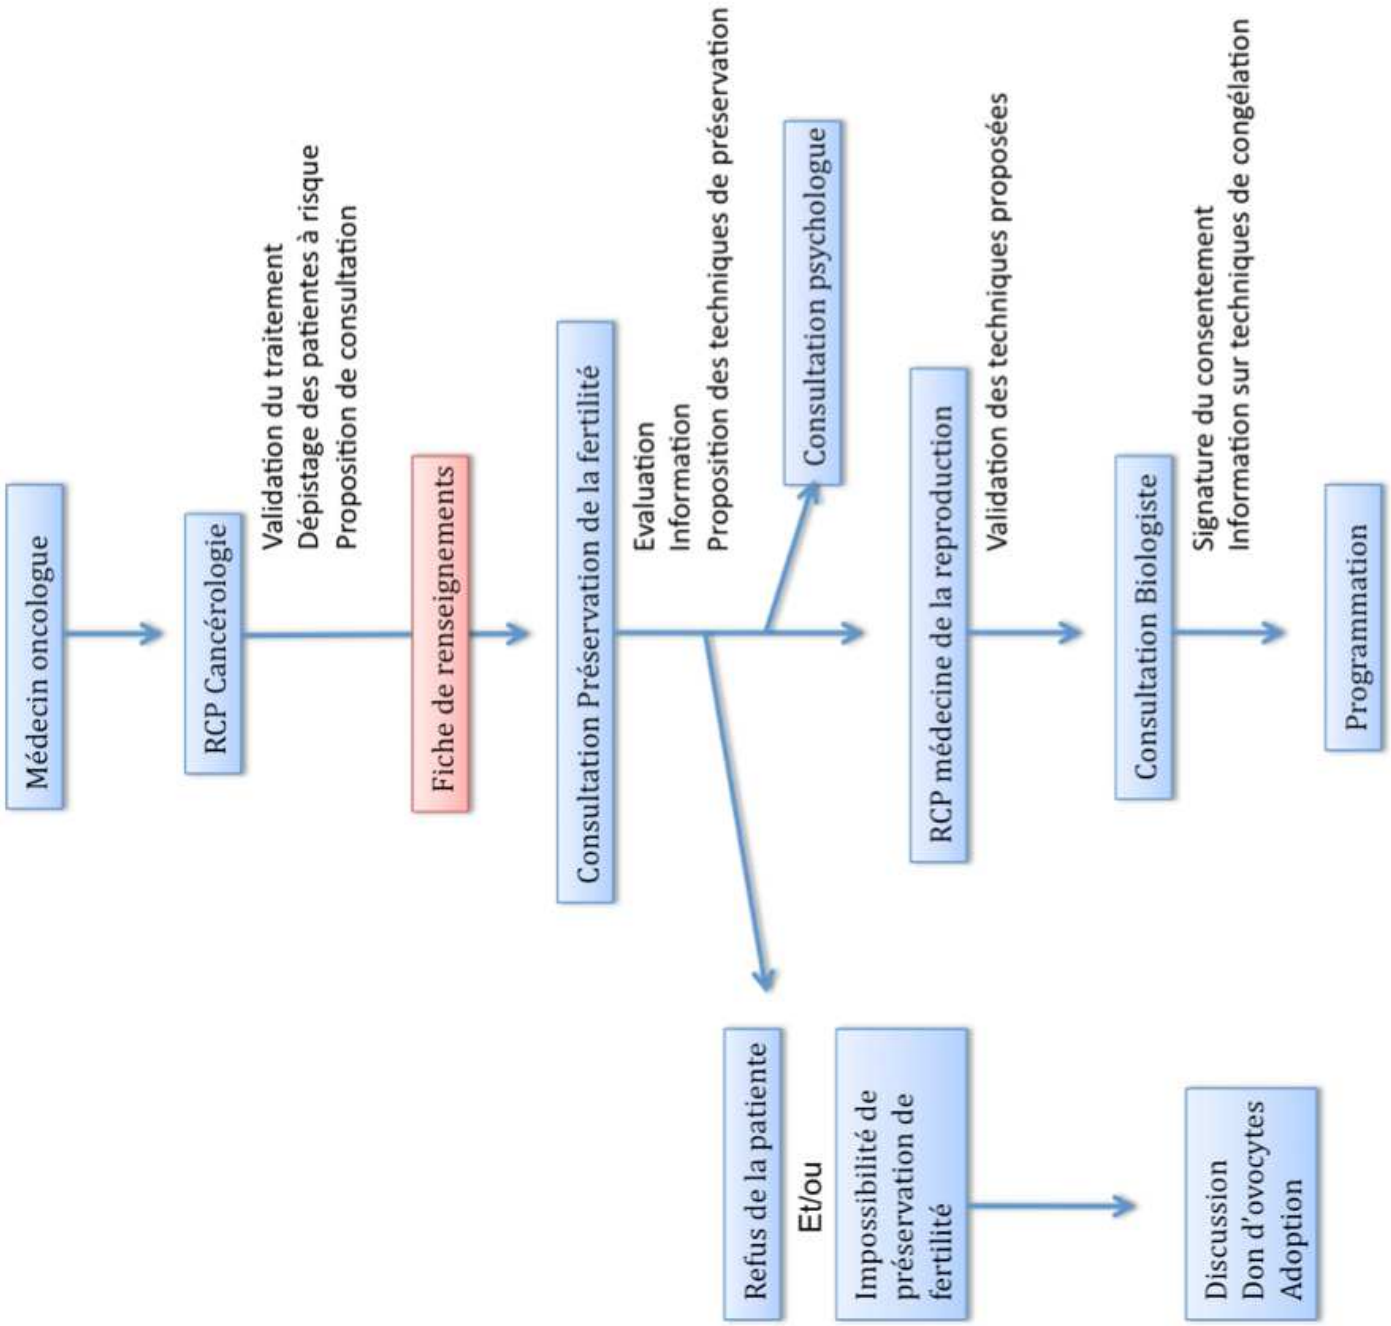 Médecin oncologue
RCP Cancérologie
Validation du traitement
Dépistage des patientes à risque
Proposition de consultation
Fiche de renseignements
Consultation Préservation de la fertilité
Evaluation
Information
Proposition des techniques de préservation
Consultation psychologue
Refus de la patiente
Et/ou
Impossibilité de
préservation de
fertilité
RCP médecine de la reproduction
Validation des techniques proposées
Consultation Biologiste
Signature du consentement
Information sur techniques de congélation
Discussion
Don d'ovocytes
Adoption
Programmation